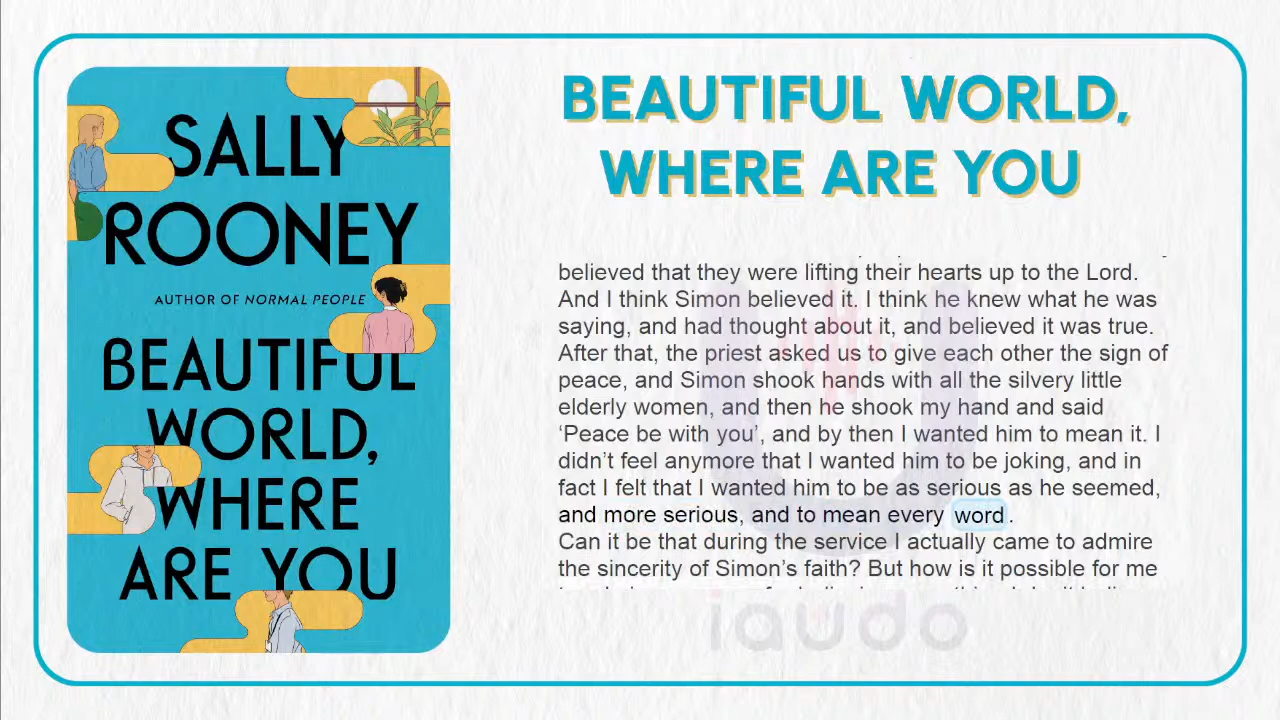 SALLY
ROONEY
AUTHOR OF NORMAL PEOPLE
BEAUTIFUL
WORLD,
WHERE
ARE YOU
BEAUTIFUL WORLD,
WHERE ARE YOU
believed that they were lifting their hearts up to the Lord.
And I think Simon believed it. I think he knew what he was
saying, and had thought about it, and believed it was true.
After that, the priest asked us to give each other the sign of
peace, and Simon shook hands with all the silvery little
elderly women, and then he shook my hand and said
‘Peace be with you’, and by then I wanted him to mean it. I
didn’t feel anymore that I wanted him to be joking, and in
fact I felt that I wanted him to be as serious as he seemed,
and more serious, and to mean every word.
Can it be that during the service I actually came to admire
the sincerity of Simon’s faith? But how is it possible for me
iaudo